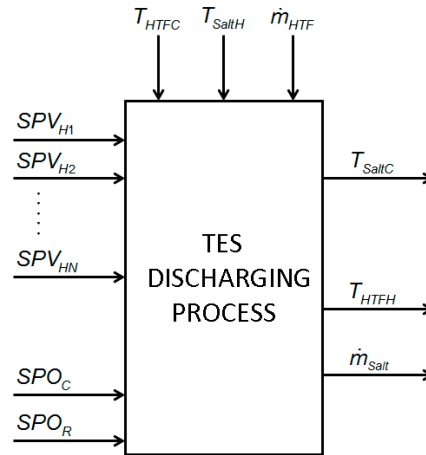 T_HTFC T_SaltH ṁ_HTF
SPV_H1
SPV_H2
SPV_HN
SPO_C
SPO_R
TES
DISCHARGING
PROCESS
T_SaltC
T_HTFH
ṁ_Salt